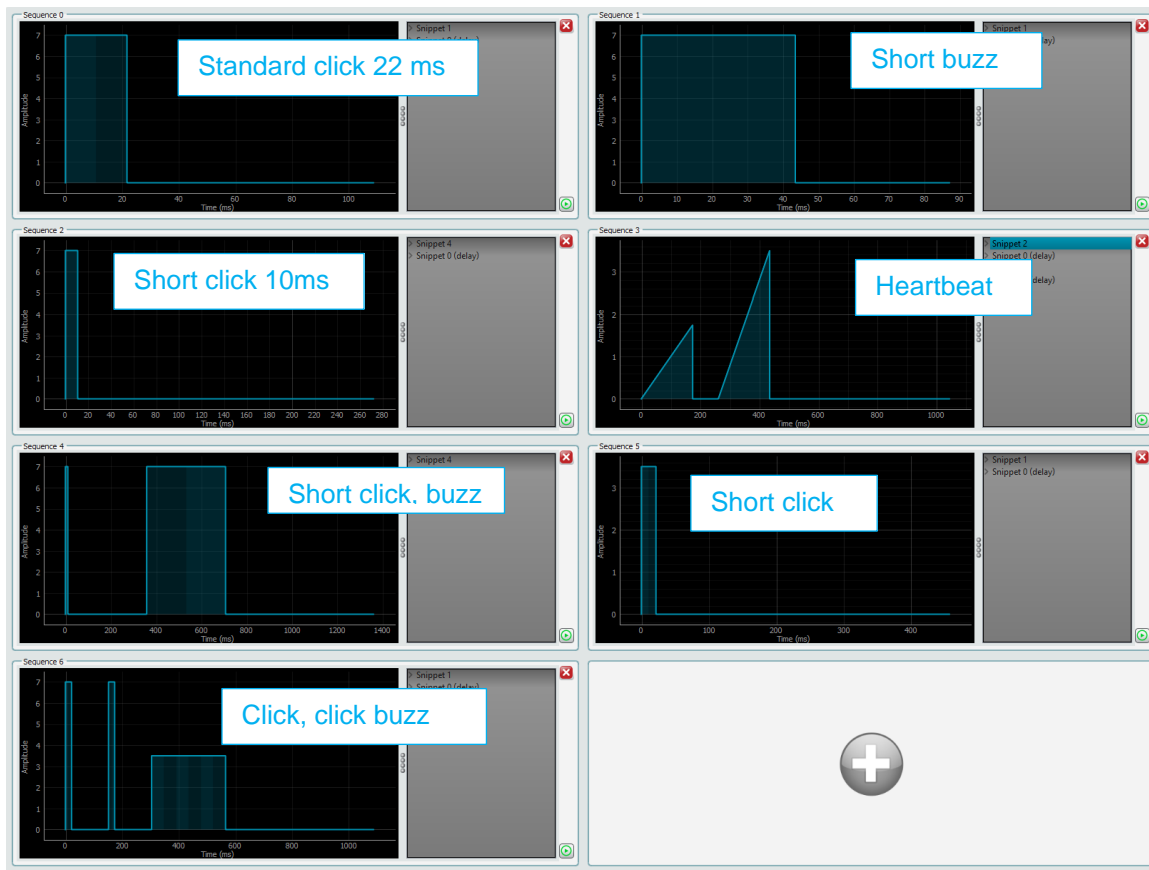 Sequence 0
7
6
5
4
3
2
1
0
Amplitude
0 20 40 60 80 100
Time (ms)
Standard click 22 ms
Snippet 1
Snippet 0 (delay)
Sequence 1
7
6
5
4
3
2
1
0
Amplitude
0 10 20 30 40 50 60 70 80 90
Time (ms)
Short buzz
Snippet 1
ay)
Sequence 2
7
6
5
4
3
2
1
0
Amplitude
0 20 40 60 80 100 120 140 160 180 200 220 240 260 280
Time (ms)
Short click 10ms
Snippet 4
Snippet 0 (delay)
Sequence 3
3
2
1
0
Amplitude
0 200 400 600 800 1000
Time (ms)
Heartbeat
Snippet 2
Snippet 0 (delay)
delay)
Sequence 4
7
6
5
4
3
2
1
0
Amplitude
0 200 400 600 800 1000 1200 1400
Time (ms)
Short click, buzz
Snippet 4
Sequence 5
3
2
1
0
Amplitude
0 100 200 300 400
Time (ms)
Short click
Snippet 1
Snippet 0 (delay)
Sequence 6
7
6
5
4
3
2
1
0
Amplitude
0 200 400 600 800 1000
Time (ms)
Click, click buzz
Snippet 1
Snippet 0 (delay)